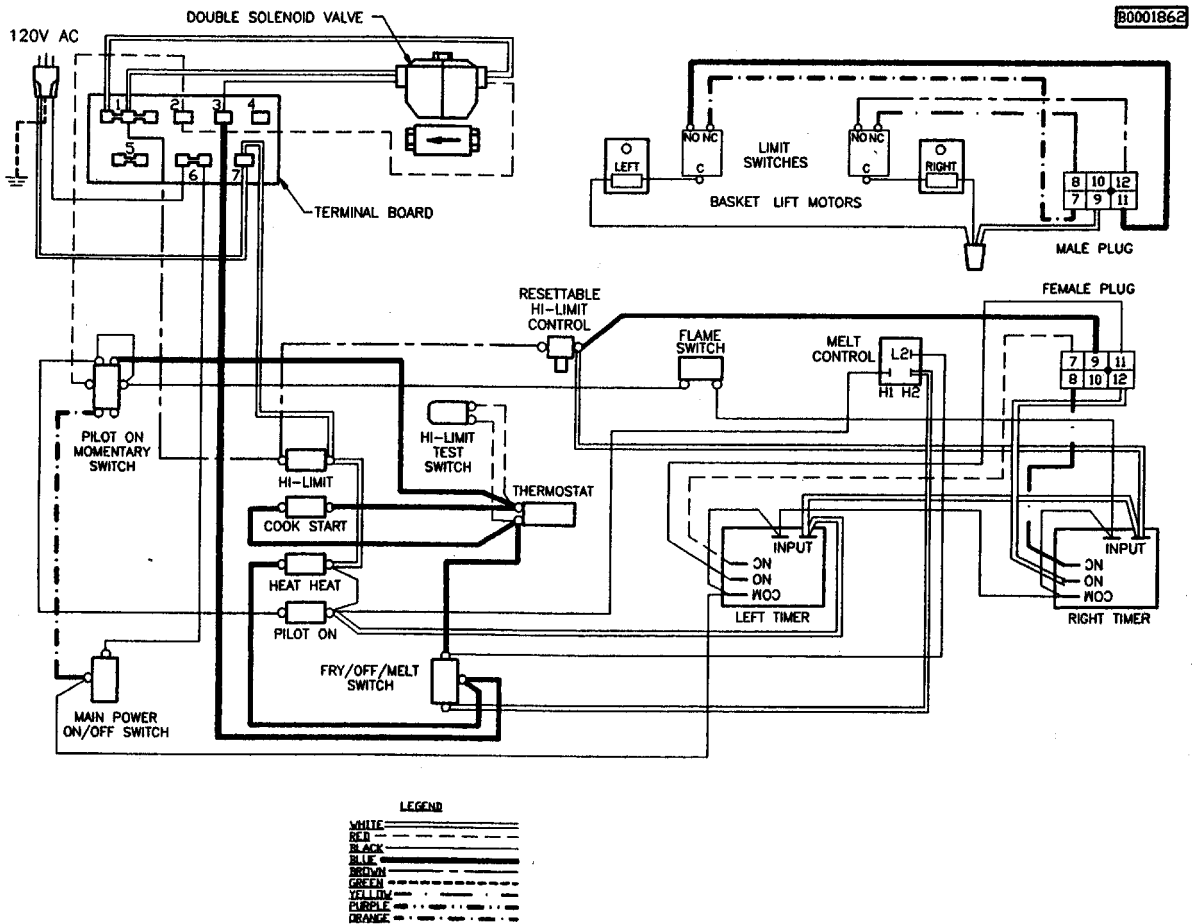 B0001862
DOUBLE SOLENOID VALVE
120V AC
1 2 3 4
5 6 7
TERMINAL BOARD
NO NC
C
LEFT
LIMIT
SWITCHES
BASKET LIFT MOTORS
NO NC
C
RIGHT
8 10 12
7 9 11
MALE PLUG
FEMALE PLUG
7 9 11
8 10 12
RESETTABLE
HI-LIMIT
CONTROL
FLAME
SWITCH
MELT
CONTROL
L2
H1 H2
PILOT ON
MOMENTARY
SWITCH
HI-LIMIT
TEST
SWITCH
HI-LIMIT
THERMOSTAT
COOK START
HEAT HEAT
PILOT ON
INPUT
NC
NO
COM
LEFT TIMER
INPUT
NC
NO
COM
RIGHT TIMER
FRY/OFF/MELT
SWITCH
MAIN POWER
ON/OFF SWITCH
LEGEND
WHITE
RED
BLACK
BLUE
BROWN
GREEN
YELLOW
PURPLE
ORANGE